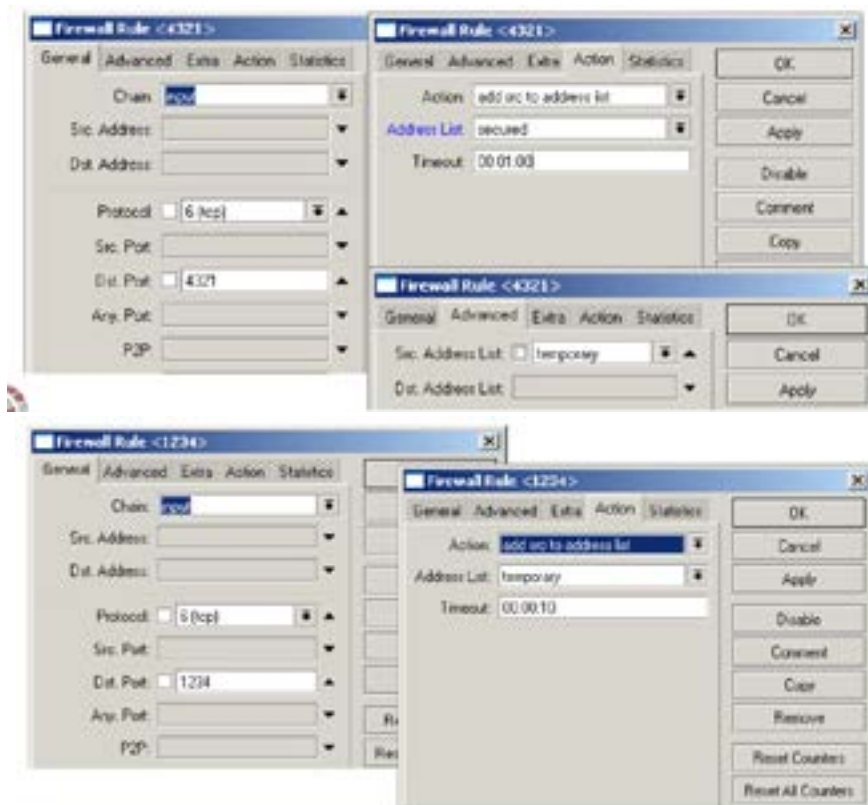 Firewall Rule <4321>
General Advanced Extra Action Statistics
Chain: input
Src. Address:
Dst. Address:
Protocol: 6 (tcp)
Src. Port:
Dst. Port: 4321
Any. Port:
P2P:
Firewall Rule <4321>
General Advanced Extra Action Statistics
Action: add src to address list
Address List: secured
Timeout: 00:01:00
OK
Cancel
Apply
Disable
Comment
Copy
Firewall Rule <4321>
General Advanced Extra Action Statistics
Src. Address List: temporary
Dst. Address List:
OK
Cancel
Apply
Firewall Rule <1234>
General Advanced Extra Action Statistics
Chain: input
Src. Address:
Dst. Address:
Protocol: 6 (tcp)
Src. Port:
Dst. Port: 1234
Any. Port:
P2P:
Re
Res
Firewall Rule <1234>
General Advanced Extra Action Statistics
Action: add src to address list
Address List: temporary
Timeout: 00:00:10
OK
Cancel
Apply
Disable
Comment
Copy
Remove
Reset Counters
Reset All Counters